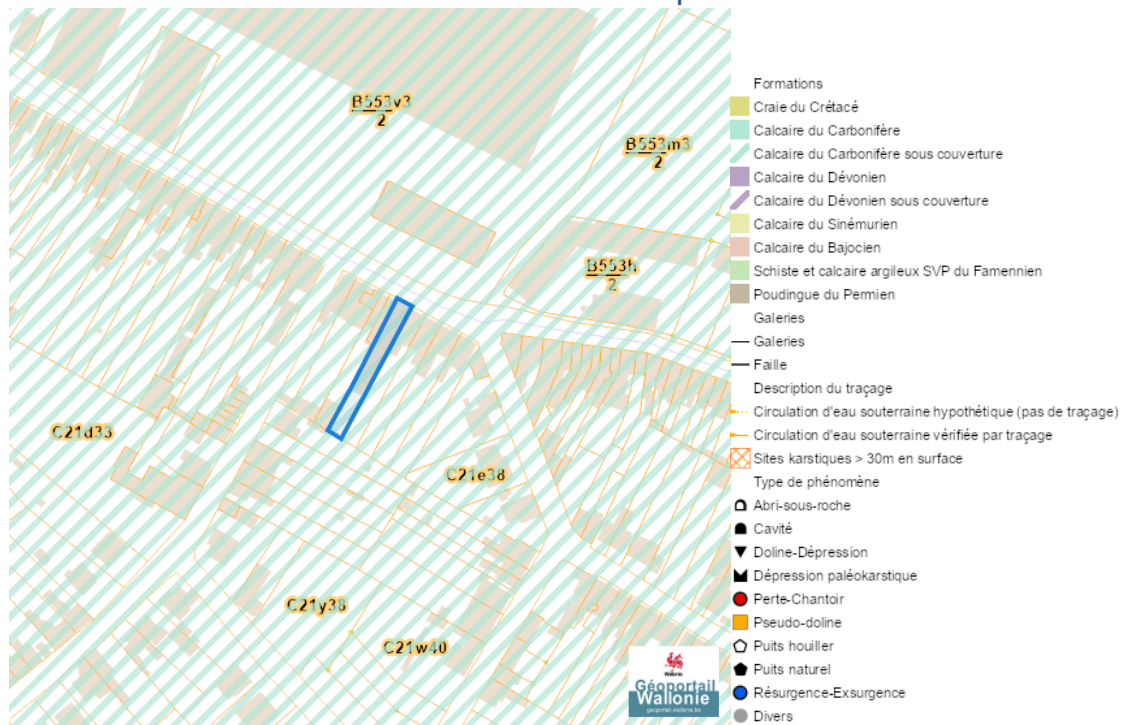 B553v3
2
B553m3
2
B553h
2
C21d33
C21e38
C21y38
C21w40
Wallonie
Géoportail
Wallonie
geoportail.wallonie.be
Formations
Craie du Crétacé
Calcaire du Carbonifère
Calcaire du Carbonifère sous couverture
Calcaire du Dévonien
Calcaire du Dévonien sous couverture
Calcaire du Sinémurien
Calcaire du Bajocien
Schiste et calcaire argileux SVP du Famennien
Poudingue du Permien
Galeries
Galeries
Faille
Description du traçage
Circulation d'eau souterraine hypothétique (pas de traçage)
Circulation d'eau souterraine vérifiée par traçage
Sites karstiques > 30m en surface
Type de phénomène
Abri-sous-roche
Cavité
Doline-Dépression
Dépression paléokarstique
Perte-Chantoir
Pseudo-doline
Puits houiller
Puits naturel
Résurgence-Exsurgence
Divers